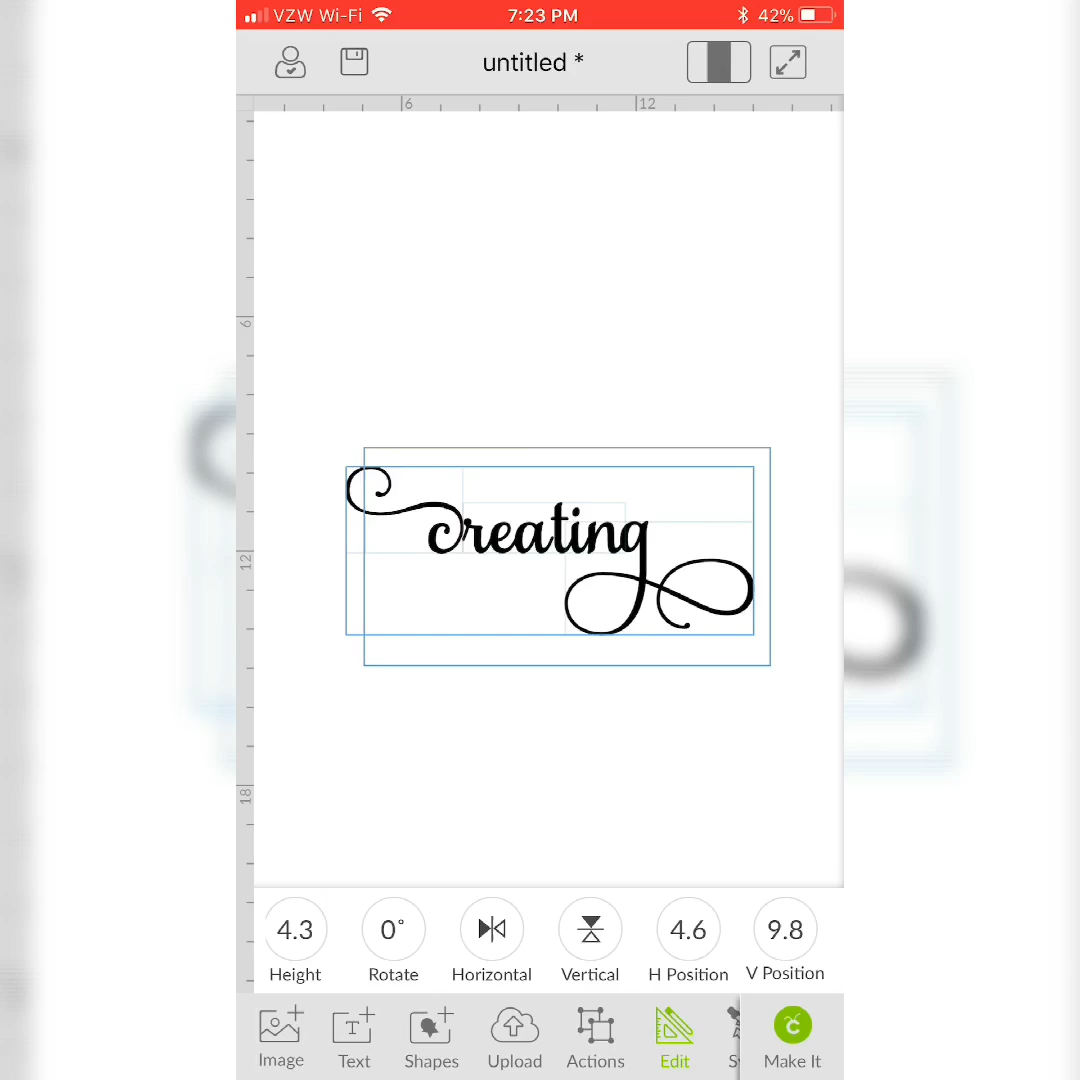 VZW Wi-Fi 7:23 PM 42%
untitled *
6 12
6
12
18
creating
4.3 0° 4.6 9.8
Height Rotate Horizontal Vertical H Position V Position
Image Text Shapes Upload Actions Edit Make It